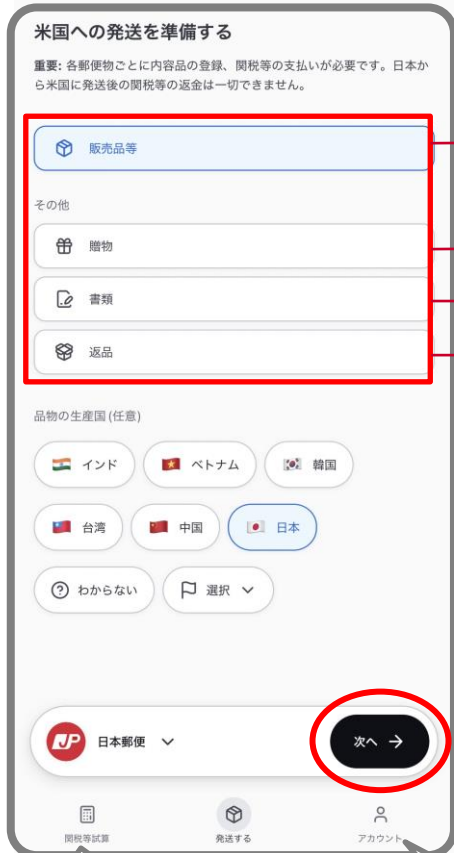 米国への発送を準備する
重要: 各郵便物ごとに内容品の登録、関税等の支払いが必要です。日本か
ら米国に発送後の関税等の返金は一切できません。
販売品等
その他
贈物
書類
返品
品物の生産国 (任意)
インド ベトナム 韓国
台湾 中国 日本
わからない 選択
JP 日本郵便 次へ →
関税等試算 発送する アカウント